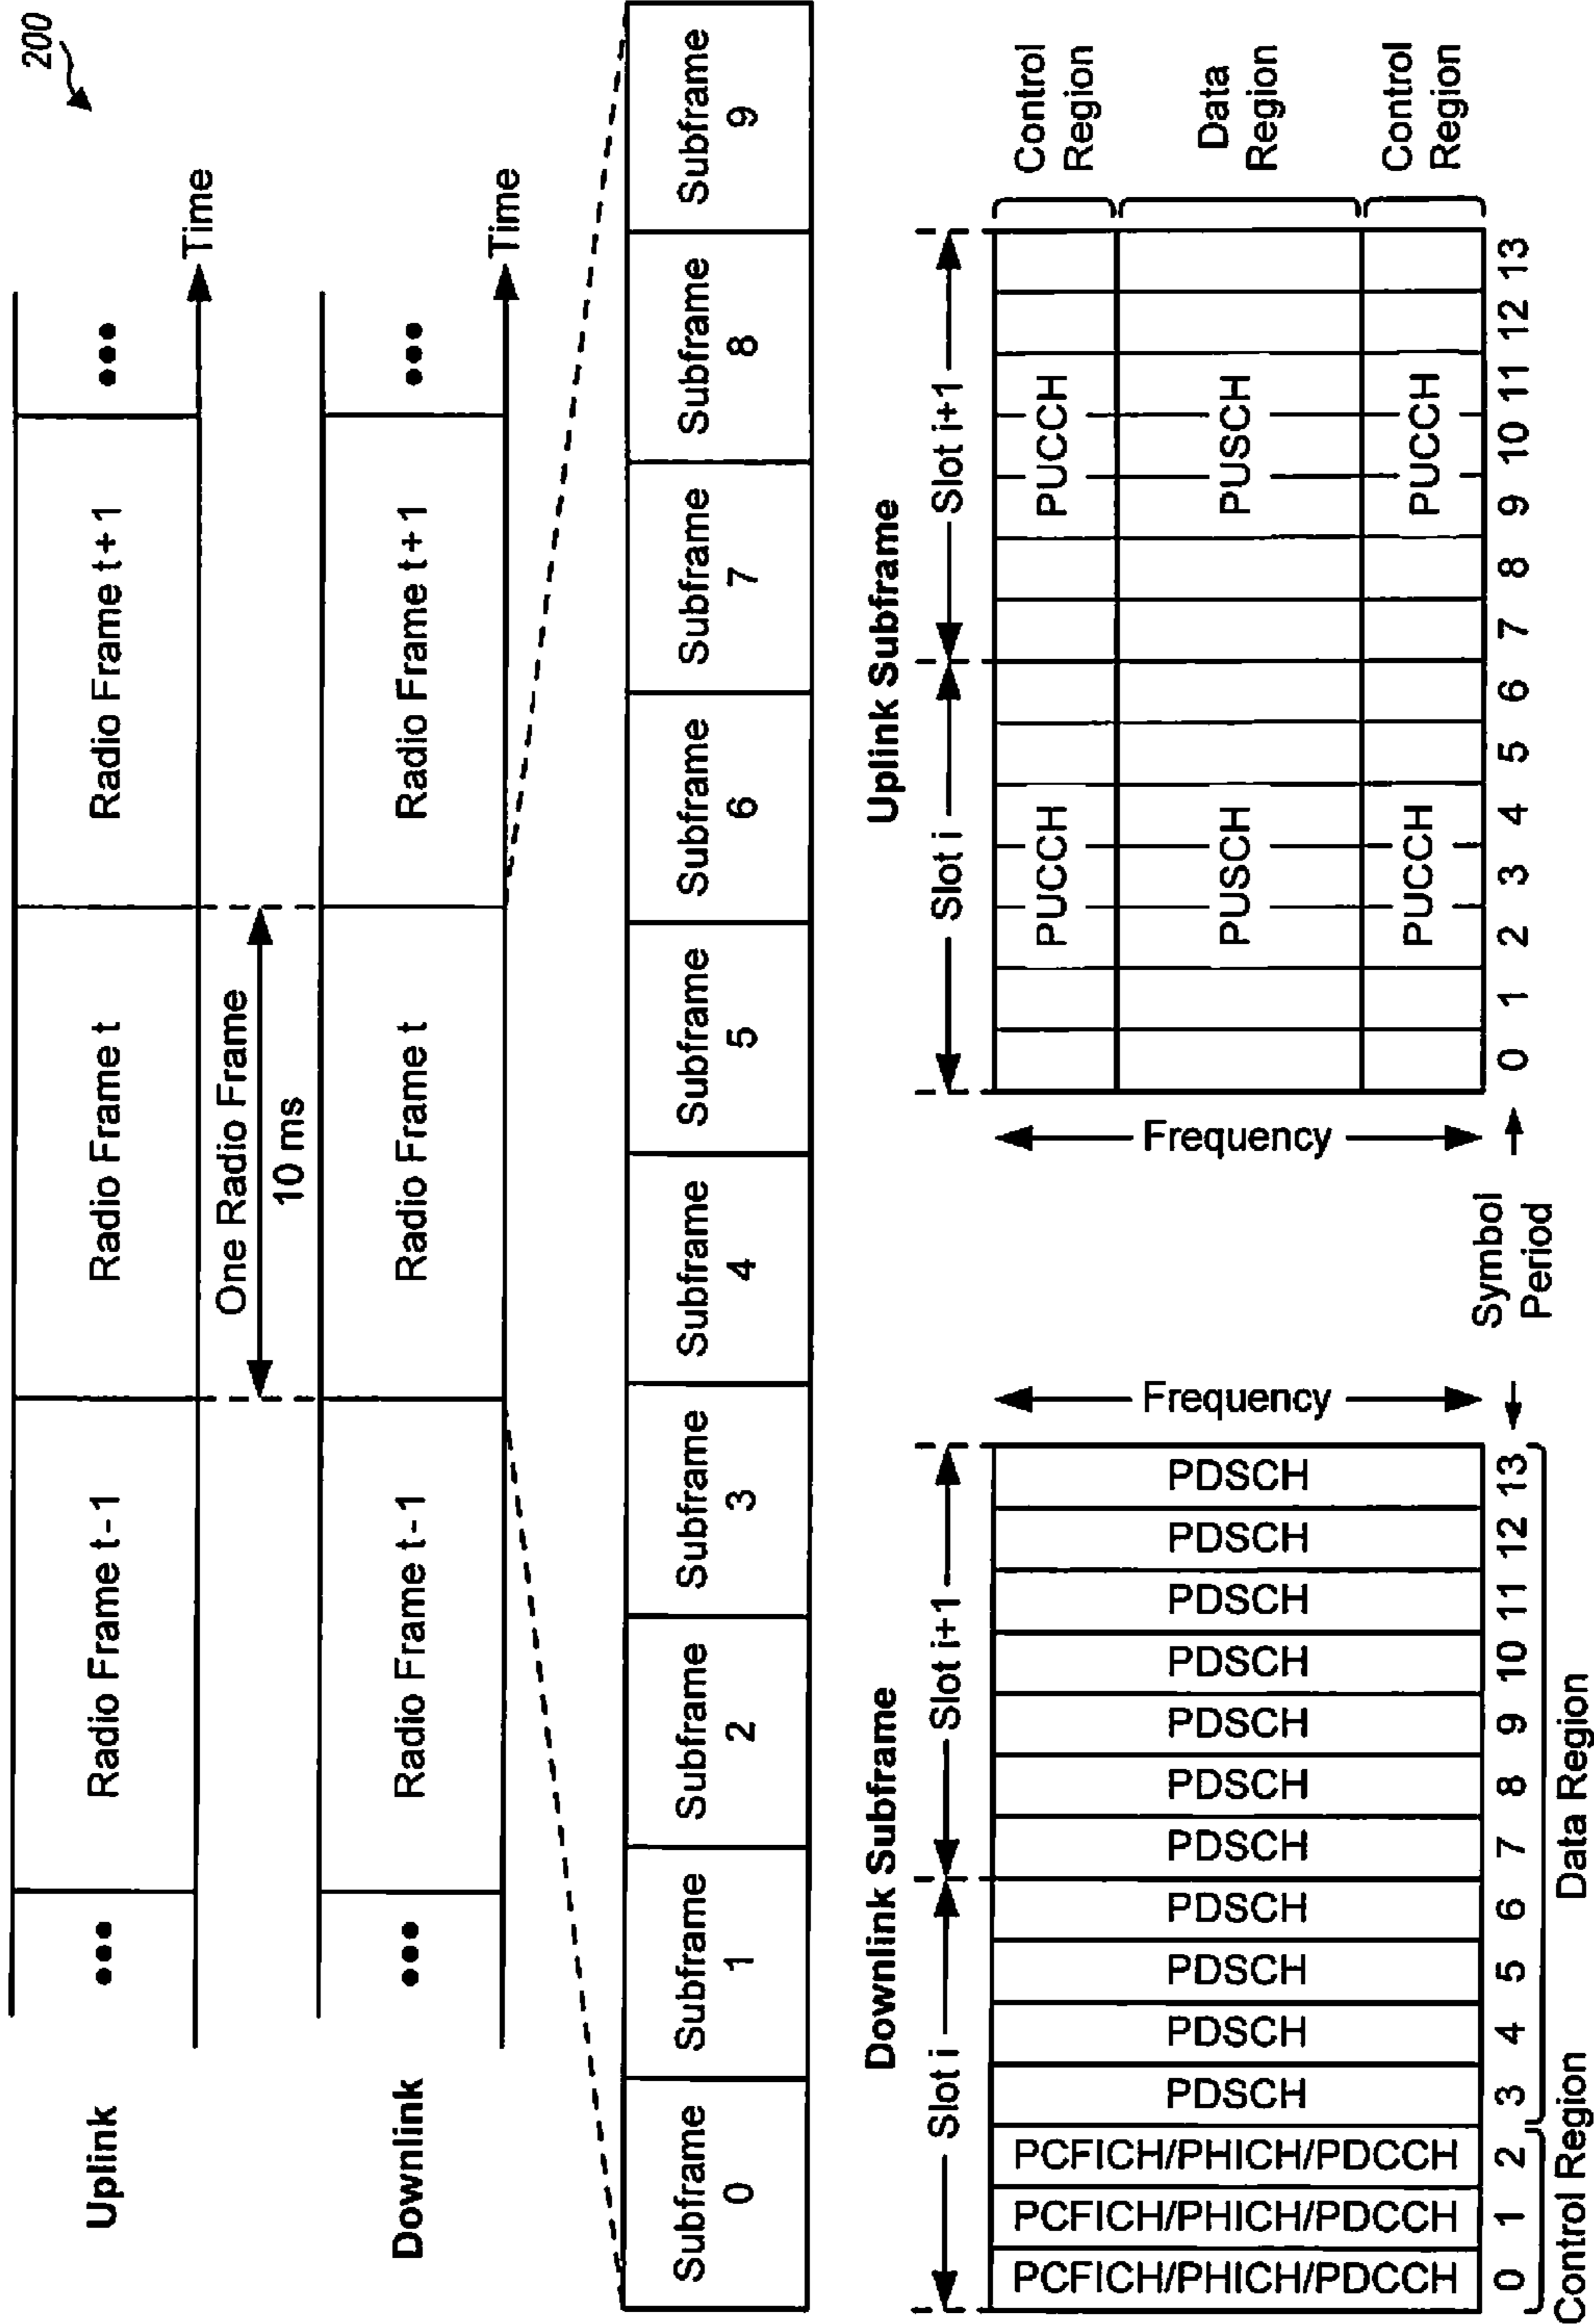 200
Uplink
•••
Radio Frame t-1
Radio Frame t
Radio Frame t+1
•••
Time
One Radio Frame
10 ms
Downlink
•••
Radio Frame t-1
Radio Frame t
Radio Frame t+1
•••
Time
Subframe 0
Subframe 1
Subframe 2
Subframe 3
Subframe 4
Subframe 5
Subframe 6
Subframe 7
Subframe 8
Subframe 9
Downlink Subframe
Slot i
Slot i+1
PCFICH/PHICH/PDCCH
PCFICH/PHICH/PDCCH
PCFICH/PHICH/PDCCH
PDSCH
PDSCH
PDSCH
PDSCH
PDSCH
PDSCH
PDSCH
PDSCH
PDSCH
PDSCH
PDSCH
Frequency
0 1 2 3 4 5 6 7 8 9 10 11 12 13
Control Region
Data Region
Symbol
Period
Uplink Subframe
Slot i
Slot i+1
Frequency
PUCCH
PUCCH
Control
Region
PUSCH
PUSCH
Data
Region
PUCCH
PUCCH
Control
Region
0 1 2 3 4 5 6 7 8 9 10 11 12 13